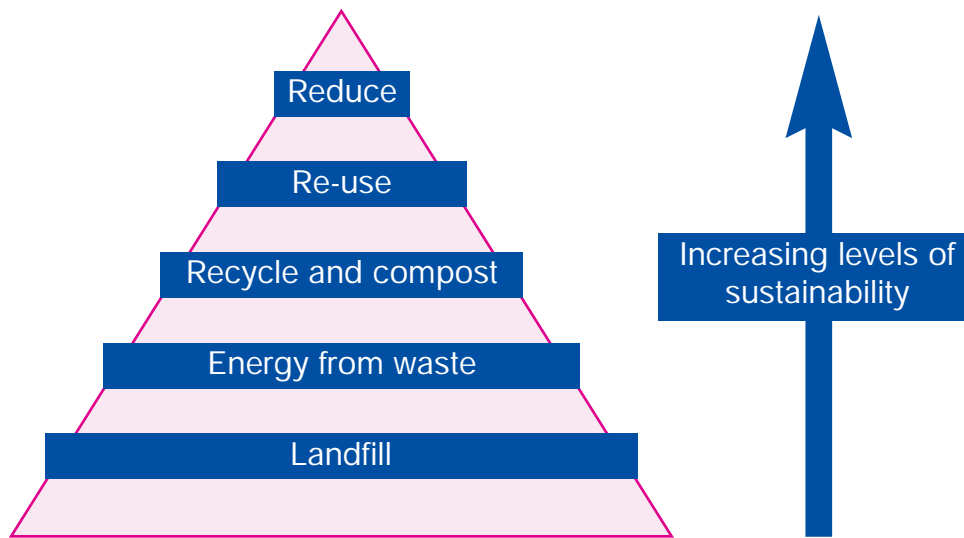 Reduce
Re-use
Recycle and compost
Energy from waste
Landfill
Increasing levels of
sustainability